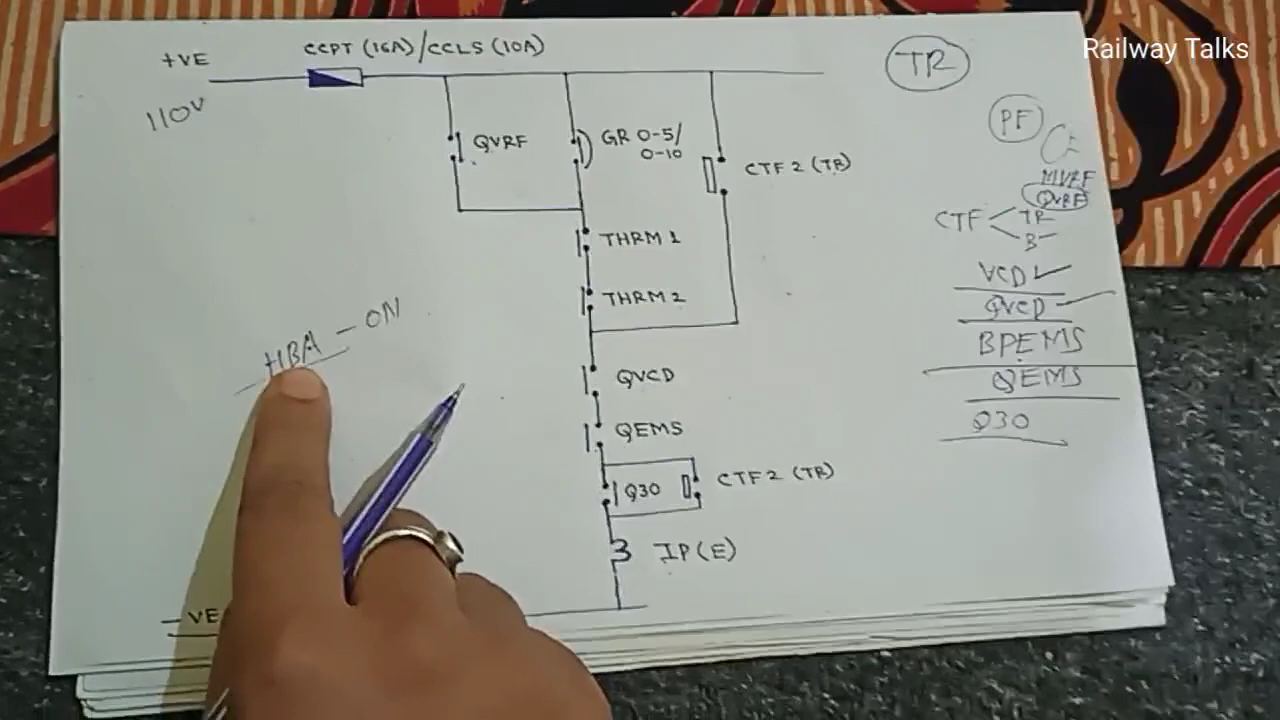 Railway Talks
+VE
CCPT (16A)/CCLS (10A)
TR
110V
QVRF
GR 0-5/
0-10
CTF 2 (TR)
PF
MVRF
QVRF
CTF
TR
B
THRM 1
THRM 2
VCD
QVCD
BPEMS
QEMS
Q30
HBA - ON
QVCD
QEMS
Q30
CTF 2 (TR)
IP(E)
-VE